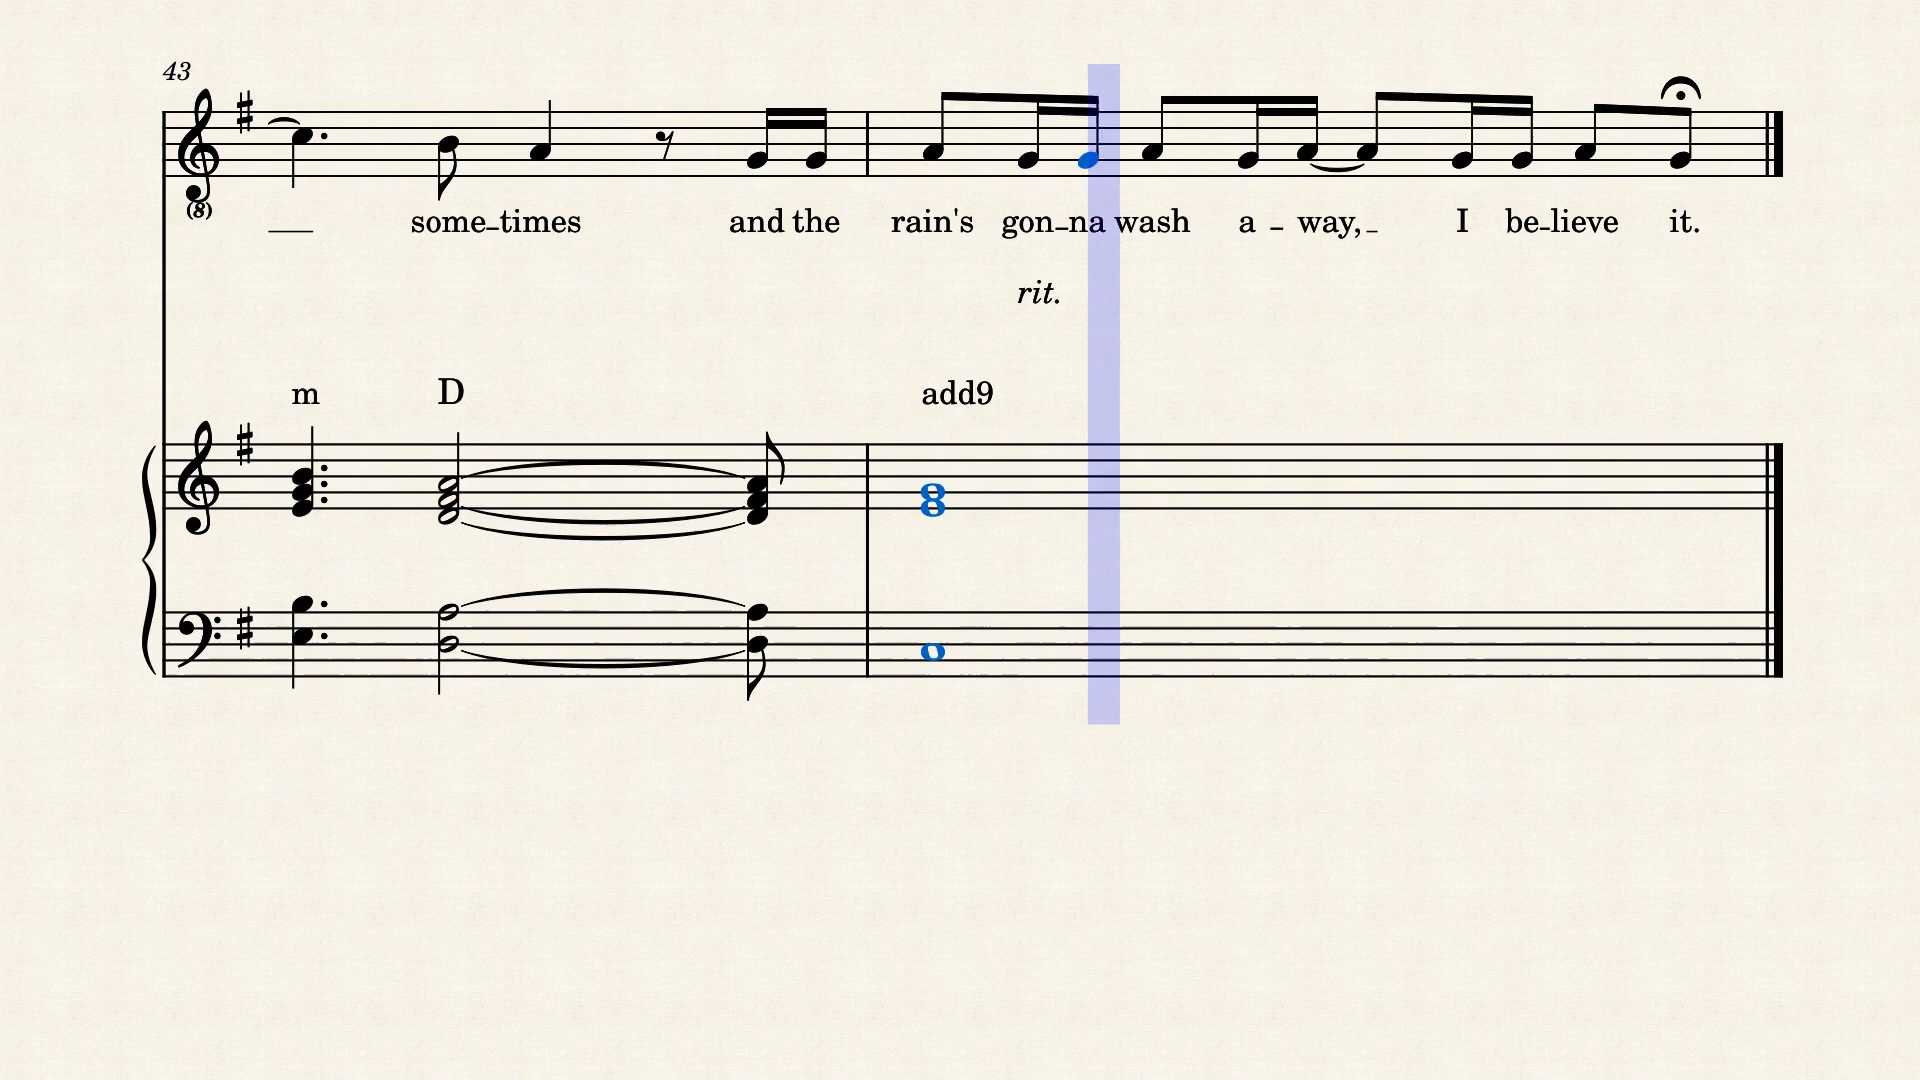 43
(8)
some-times and the rain's gon-na wash a - way,_ I be-lieve it.
rit.
m D add9